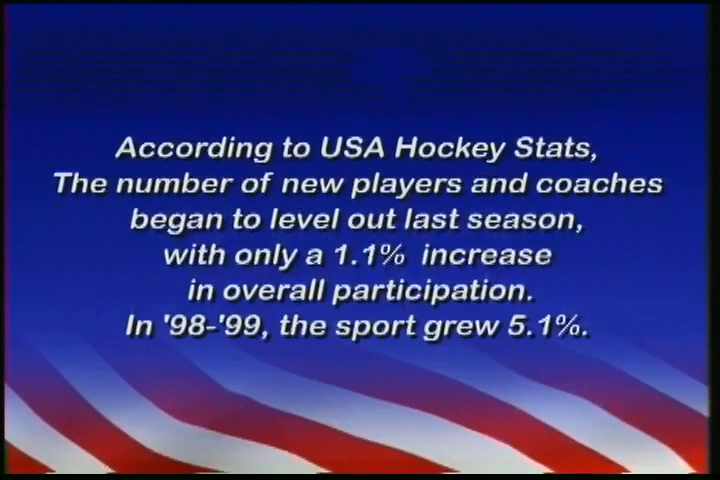 According to USA Hockey Stats,
The number of new players and coaches
began to level out last season,
with only a 1.1% increase
in overall participation.
In '98-'99, the sport grew 5.1%.